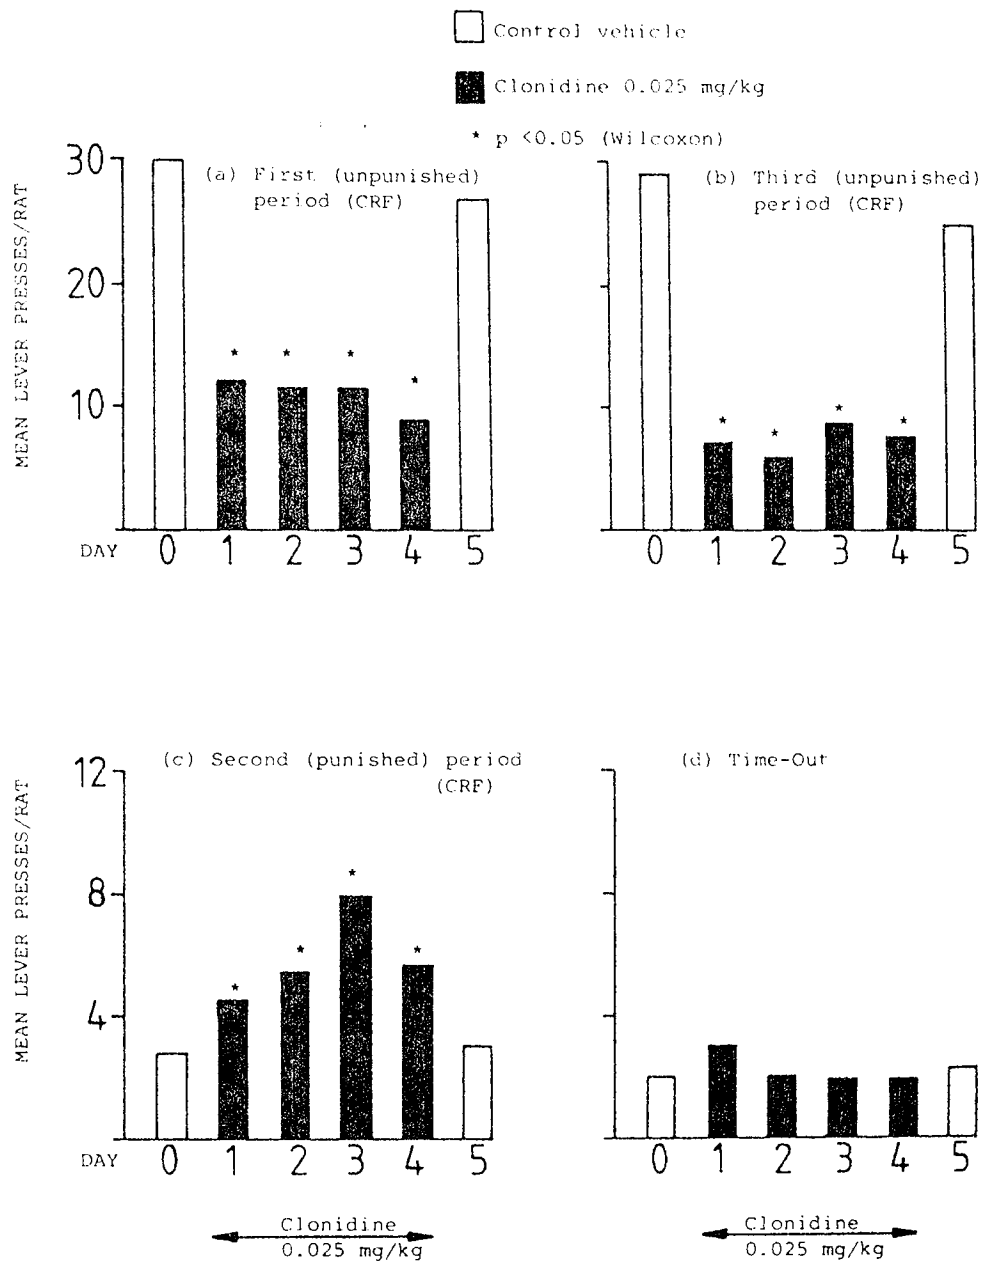 Control vehicle
Clonidine 0.025 mg/kg
* p <0.05 (Wilcoxon)
MEAN LEVER PRESSES/RAT
30
20
10
(a) First (unpunished)
period (CRF)
* * * *
DAY 0 1 2 3 4 5
(b) Third (unpunished)
period (CRF)
* * * *
0 1 2 3 4 5
MEAN LEVER PRESSES/RAT
12
8
4
(c) Second (punished) period
(CRF)
* * * *
DAY 0 1 2 3 4 5
Clonidine
0.025 mg/kg
(d) Time-Out
0 1 2 3 4 5
Clonidine
0.025 mg/kg